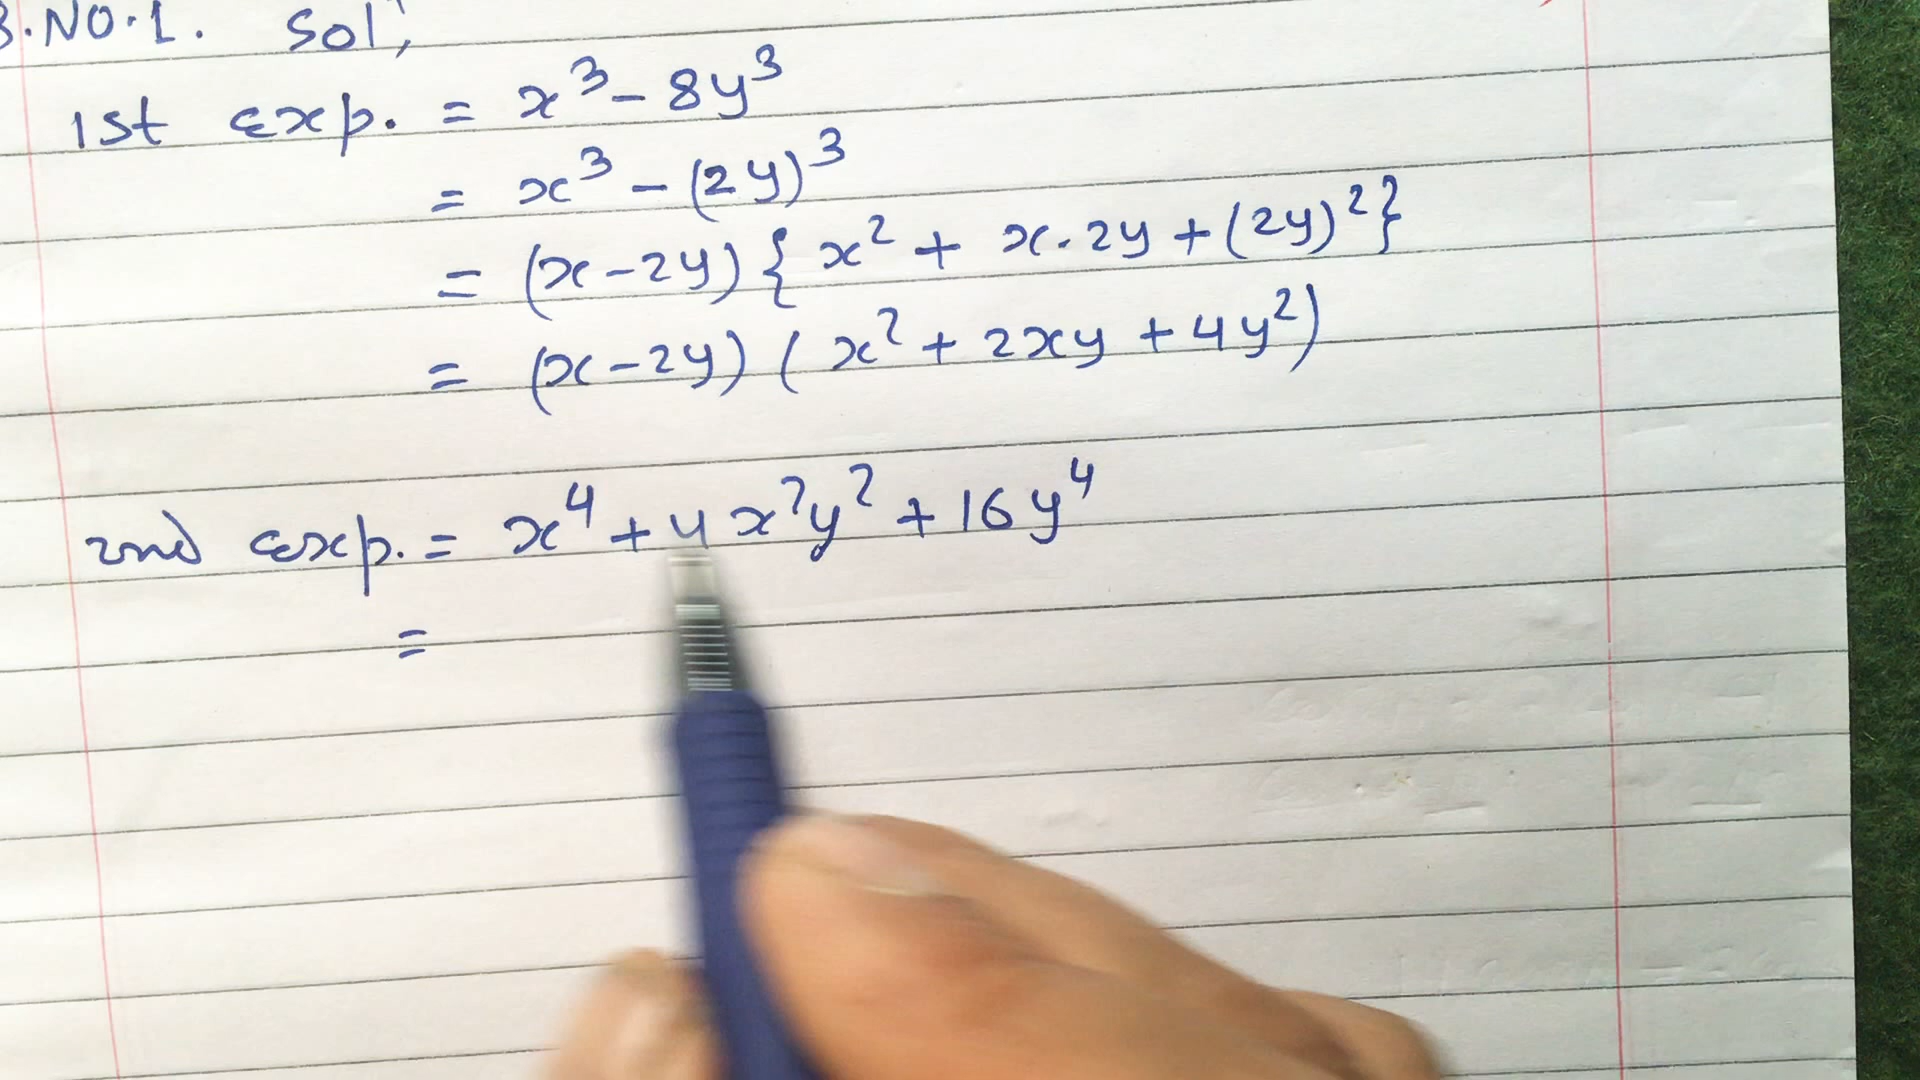 .NO.1. Sol,
1st exp. = x³ - 8y³
= x³ - (2y)³
= (x-2y) { x² + x.2y + (2y)² }
= (x-2y) ( x² + 2xy + 4y²)
2nd exp. = x⁴ + 4x²y² + 16y⁴
=